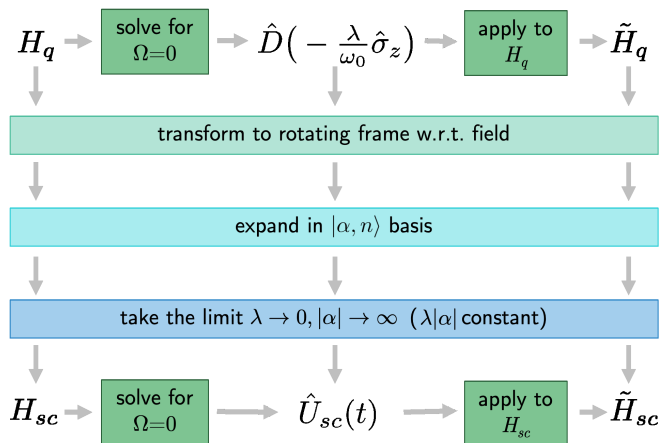 H_q
solve for
Ω=0
D̂(− λ/ω₀ σ̂_z)
apply to
H_q
H̃_q
transform to rotating frame w.r.t. field
expand in |α, n⟩ basis
take the limit λ → 0, |α| → ∞ (λ|α| constant)
H_sc
solve for
Ω=0
Û_sc(t)
apply to
H_sc
H̃_sc